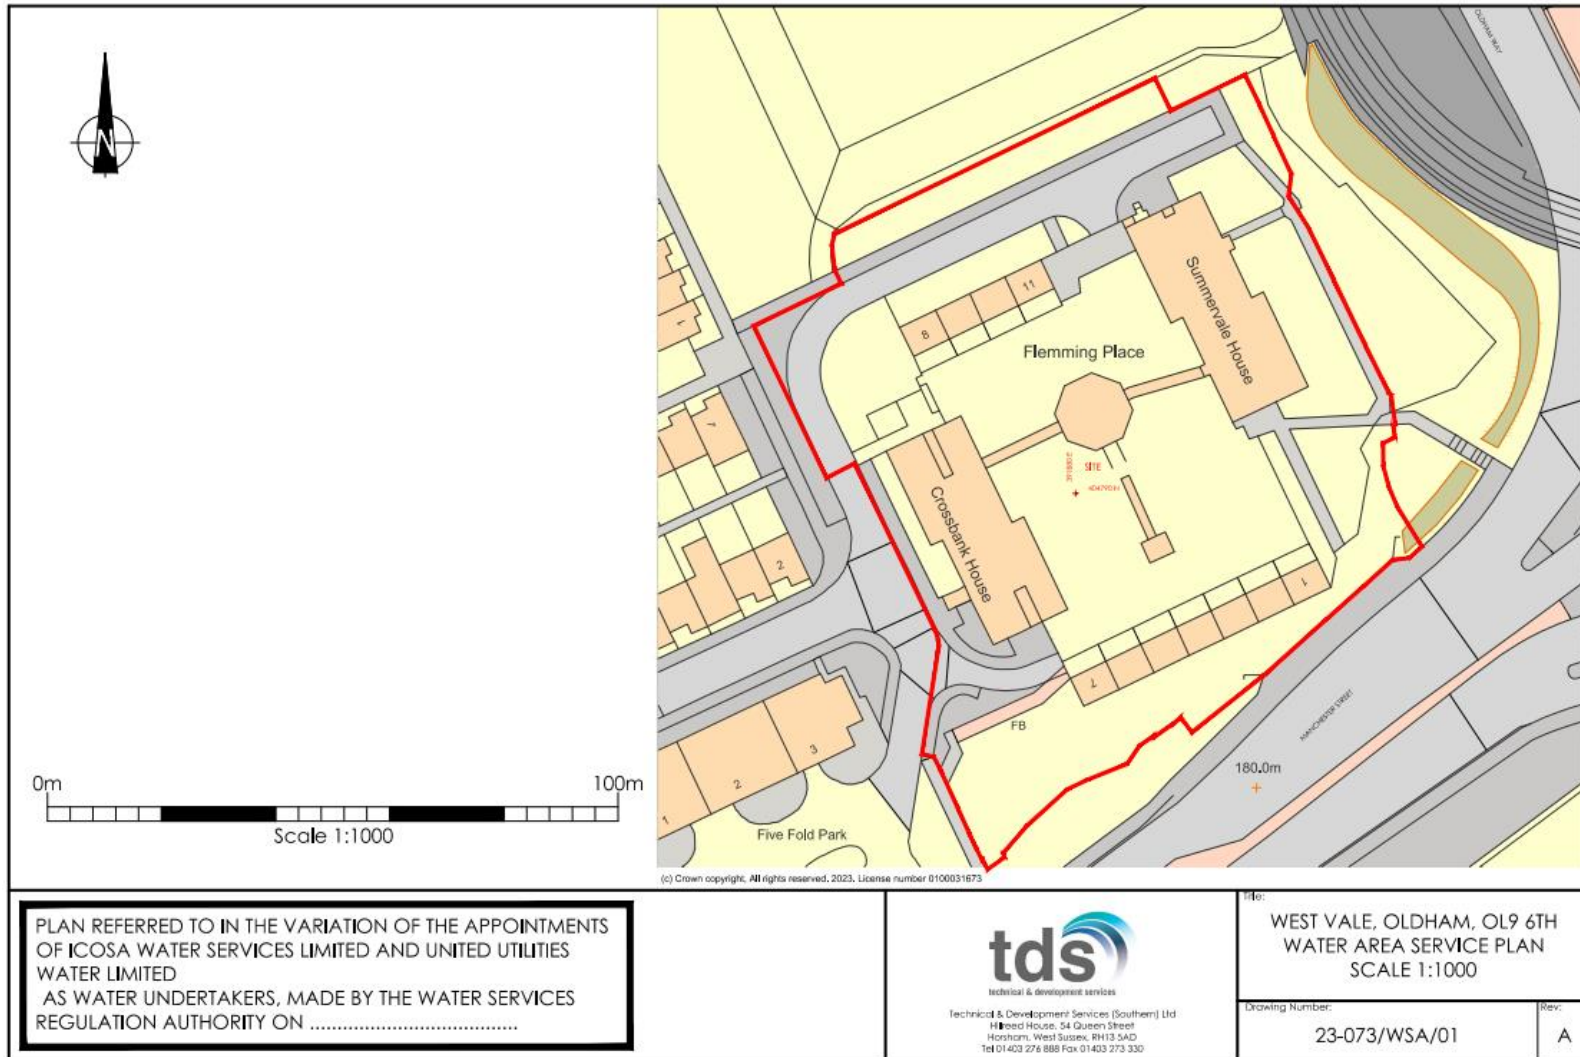 N
0m
100m
Scale 1:1000
OLDHAM WAY
Summervale House
11
8
Flemming Place
1
7
SITE
Crossbank House
2
1
7
FB
MANCHESTER STREET
180.0m
3
2
1
Five Fold Park
(c) Crown copyright, All rights reserved. 2023. License number 0100031673
PLAN REFERRED TO IN THE VARIATION OF THE APPOINTMENTS
OF ICOSA WATER SERVICES LIMITED AND UNITED UTILITIES
WATER LIMITED
AS WATER UNDERTAKERS, MADE BY THE WATER SERVICES
REGULATION AUTHORITY ON ......................................
tds
technical & development services
Technical & Development Services (Southern) Ltd
Hilreed House, 54 Queen Street
Horsham, West Sussex, RH13 5AD
Tel 01403 276 888 Fax 01403 273 330
Title:
WEST VALE, OLDHAM, OL9 6TH
WATER AREA SERVICE PLAN
SCALE 1:1000
Drawing Number:
23-073/WSA/01
Rev:
A